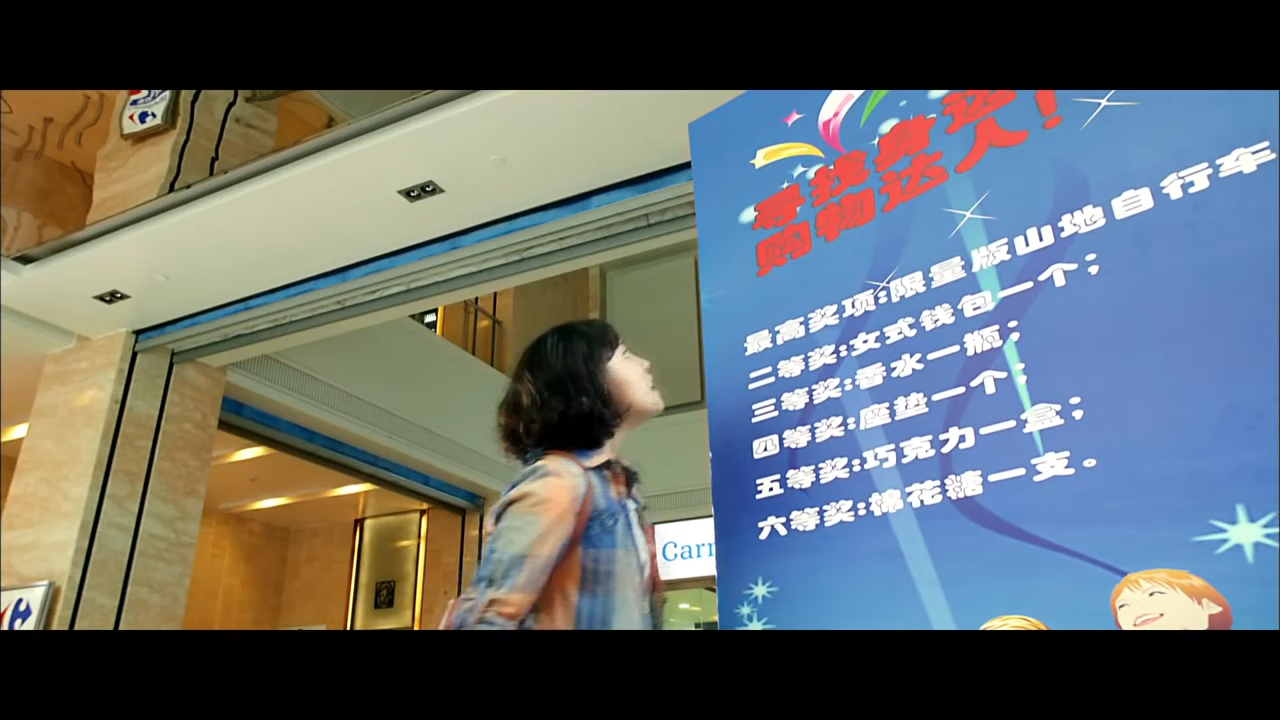 寻找身边
购物达人！
最高奖项:限量版山地自行车
二等奖:女式钱包一个；
三等奖:香水一瓶；
四等奖:座垫一个；
五等奖:巧克力一盒；
六等奖:棉花糖一支。
Carr